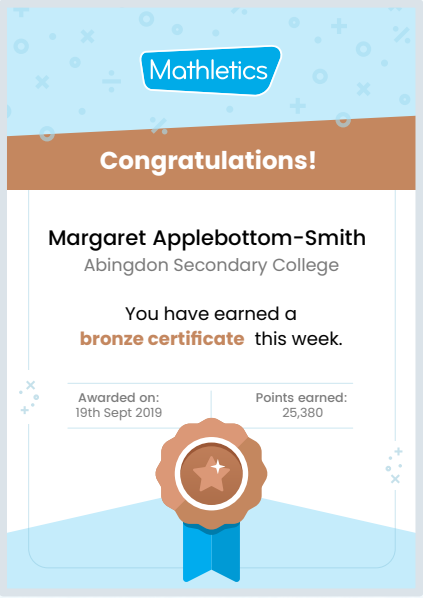 Mathletics
Congratulations!
Margaret Applebottom-Smith
Abingdon Secondary College
You have earned a
bronze certificate this week.
Awarded on:
19th Sept 2019
Points earned:
25,380